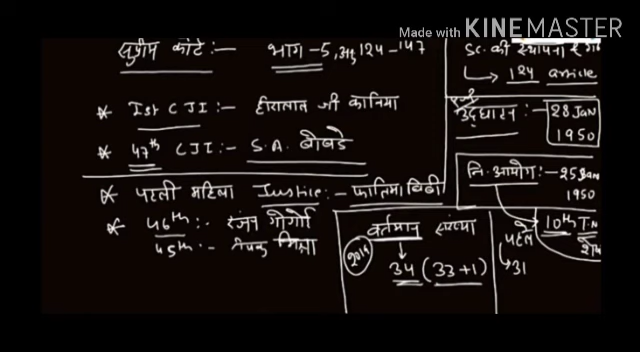 Made with KINEMASTER
सुप्रीम कोर्ट :- भाग -5, अनु 124 -147
* Ist CJI :- हीरालाल जी कानिया
* 47th CJI :- S.A. बोबडे
* पहली महिला Justice :- फातिमा बिबी
* 46th :- रंजन गोगोई
45th :- दीपक मिश्रा
SC. की स्थापना
124 article
उद्घाटन :- 28 Jan
1950
नि. आयोग :- 25 Jan
1950
10th
वर्तमान संख्या
2019
34 (33+1)
पहले
31